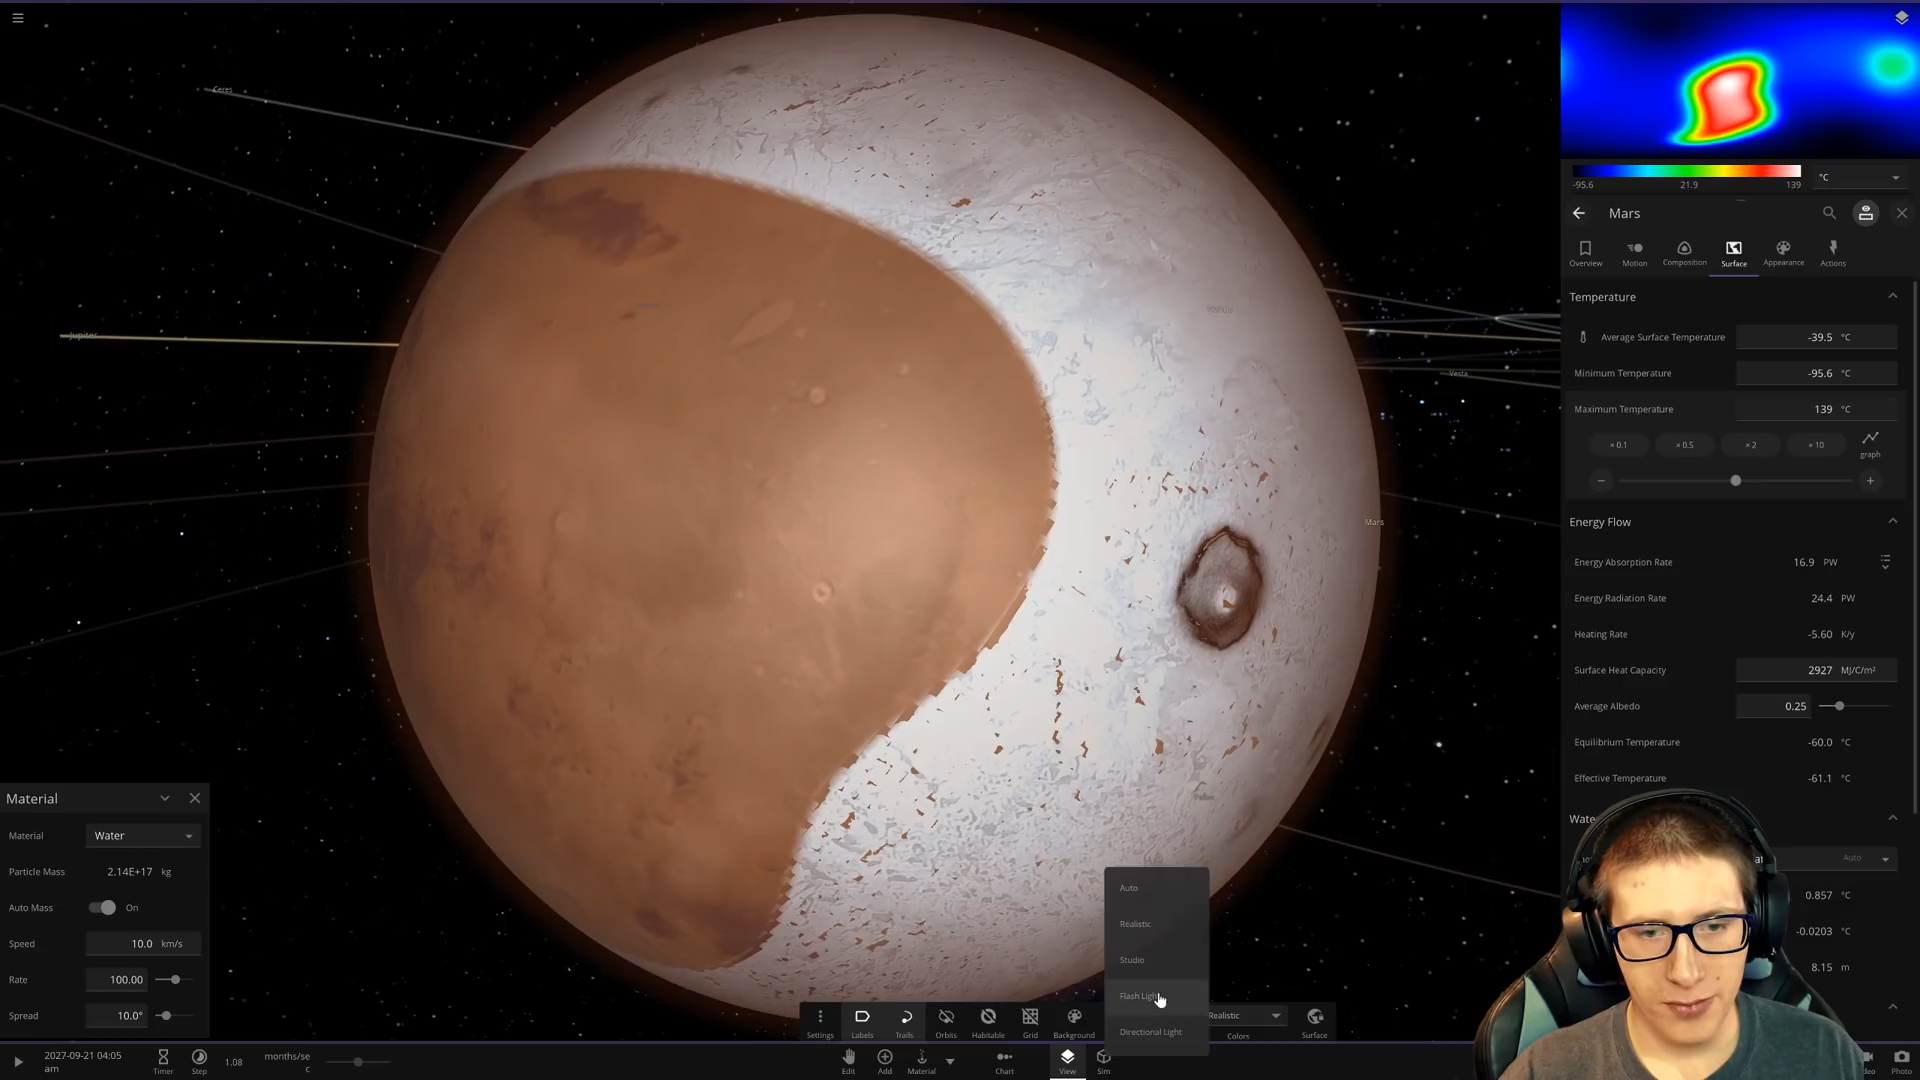 Ceres
Jupiter
Vesta
Mars
-95.6
21.9
139
°C
Mars
Overview
Motion
Composition
Surface
Appearance
Actions
Temperature
Average Surface Temperature
-39.5 °C
Minimum Temperature
-95.6 °C
Maximum Temperature
139 °C
× 0.1
× 0.5
× 2
× 10
graph
Energy Flow
Energy Absorption Rate
16.9 PW
Energy Radiation Rate
24.4 PW
Heating Rate
-5.60 K/y
Surface Heat Capacity
2927 MJ/C/m²
Average Albedo
0.25
Equilibrium Temperature
-60.0 °C
Effective Temperature
-61.1 °C
Auto
0.857 °C
-0.0203 °C
8.15 m
Material
Material
Water
Particle Mass
2.14E+17 kg
Auto Mass
On
Speed
10.0 km/s
Rate
100.00
Spread
10.0°
Auto
Realistic
Studio
Flash Light
Directional Light
Settings
Labels
Trails
Orbits
Habitable
Grid
Background
Realistic
Colors
Surface
2027-09-21 04:05
am
Timer
Step
1.08
months/se
c
Edit
Add
Material
Chart
View
Sim
Photo